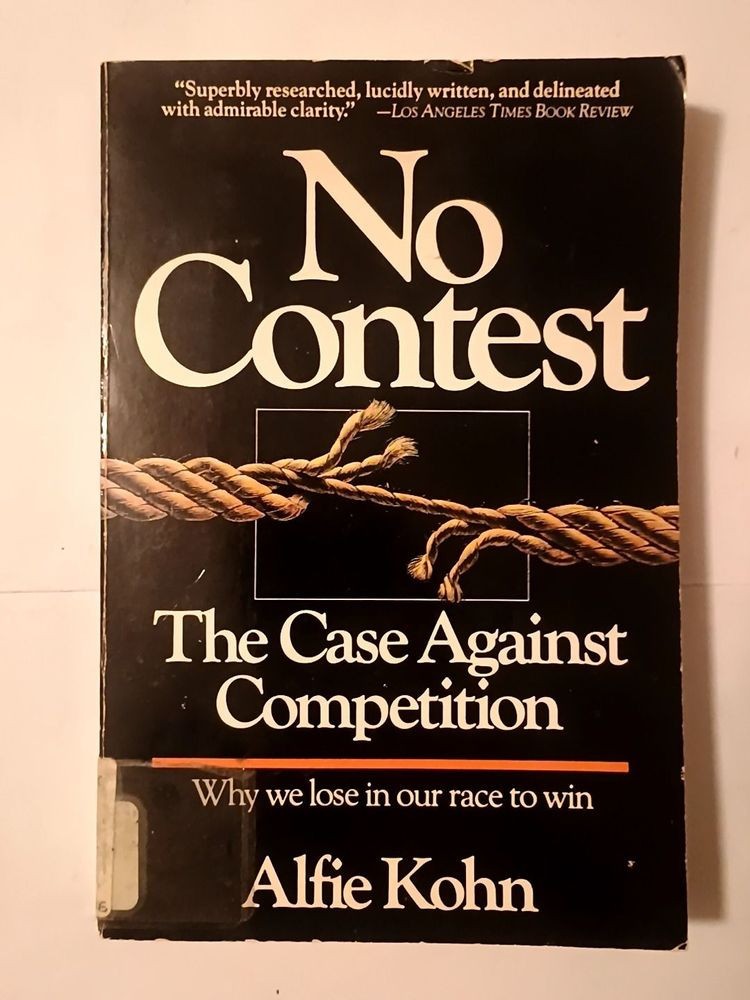 “Superbly researched, lucidly written, and delineated
with admirable clarity.” —LOS ANGELES TIMES BOOK REVIEW
No
Contest
The Case Against
Competition
Why we lose in our race to win
Alfie Kohn
6